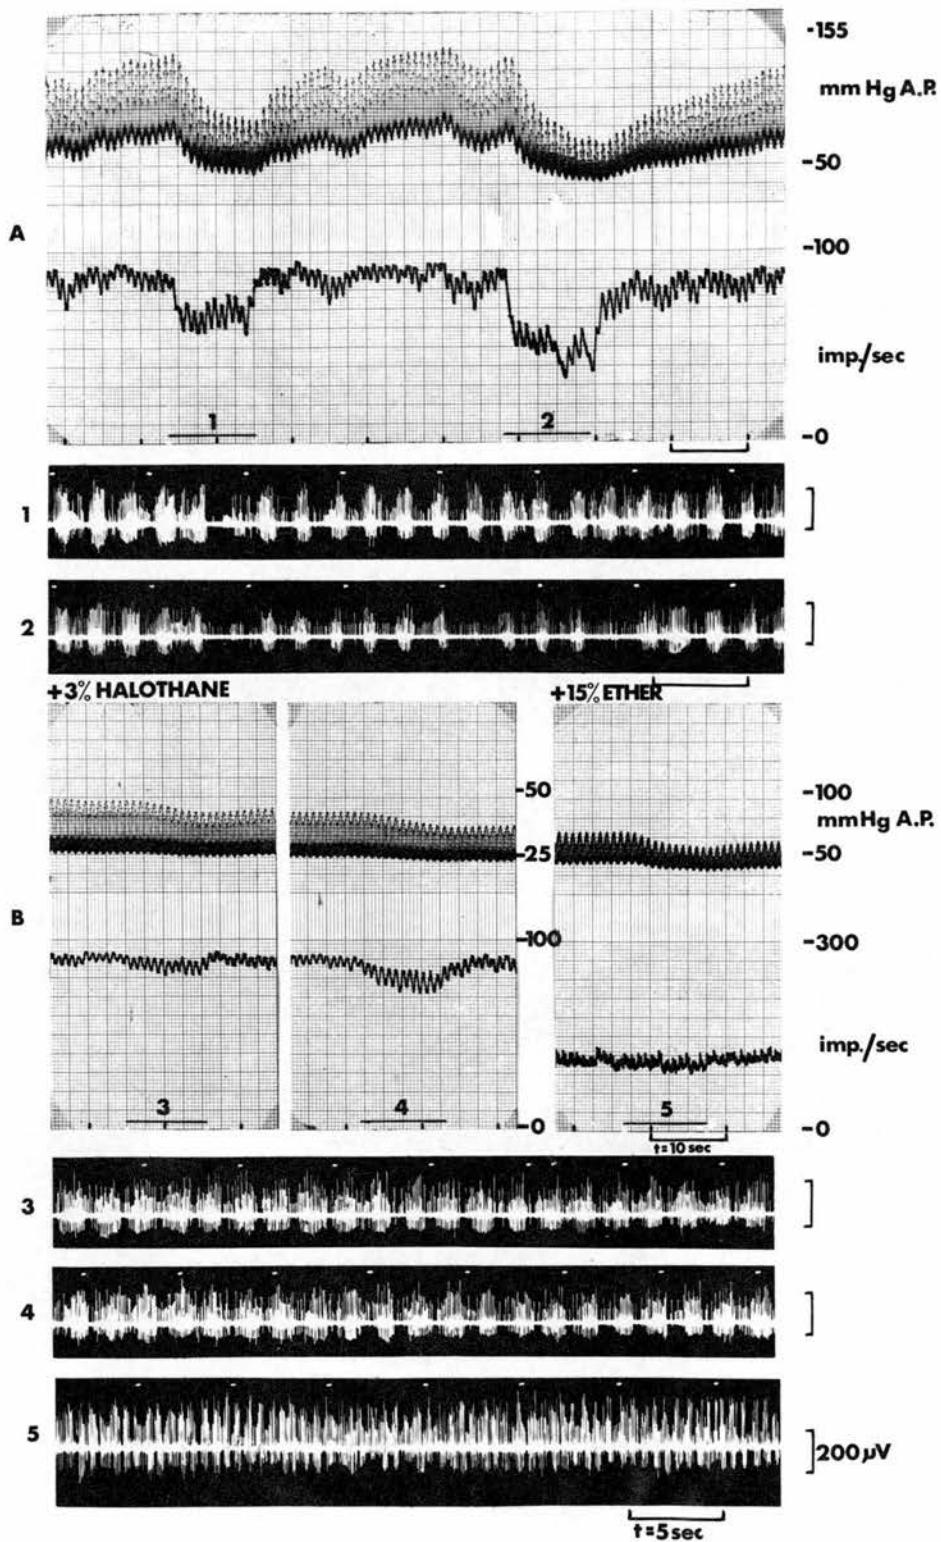 -155
mm Hg A.P.
-50
A
-100
imp./sec
1 2
-0
1
2
+3% HALOTHANE +15% ETHER
-50 -100
mmHg A.P.
-25 -50
B
-100 -300
imp./sec
3 4 5
-0 -0
t=10 sec
3
4
5
200 µV
t=5 sec